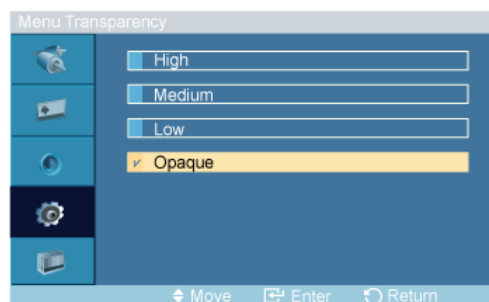 Menu Transparency
High
Medium
Low
Opaque
Move Enter Return